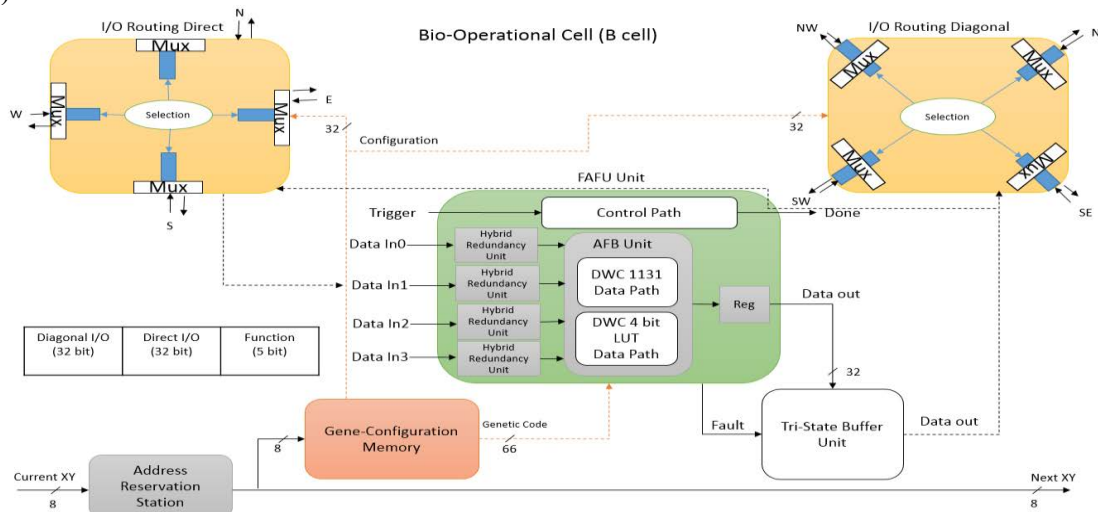 )
I/O Routing Direct
N
Bio-Operational Cell (B cell)
I/O Routing Diagonal
Mux
NW
N
Mux
Mux
W
Mux
Selection
Mux
E
32
Configuration
32
Selection
Mux
Mux
Mux
S
FAFU Unit
SW
SE
Trigger
Control Path
Done
Data In0
Hybrid Redundancy Unit
AFB Unit
Data In1
Hybrid Redundancy Unit
DWC 1131 Data Path
Reg
Data out
Data In2
Hybrid Redundancy Unit
DWC 4 bit LUT Data Path
Data In3
Hybrid Redundancy Unit
Diagonal I/O (32 bit)
Direct I/O (32 bit)
Function (5 bit)
32
Gene-Configuration Memory
8
Genetic Code
66
Fault
Tri-State Buffer Unit
Data out
Current XY
8
Address Reservation Station
Next XY
8